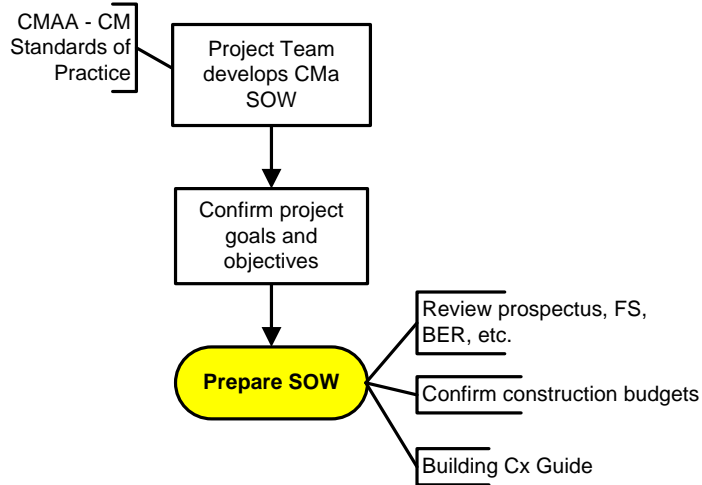 CMAA - CM
Standards of
Practice
Project Team
develops CMa
SOW
Confirm project
goals and
objectives
Prepare SOW
Review prospectus, FS,
BER, etc.
Confirm construction budgets
Building Cx Guide